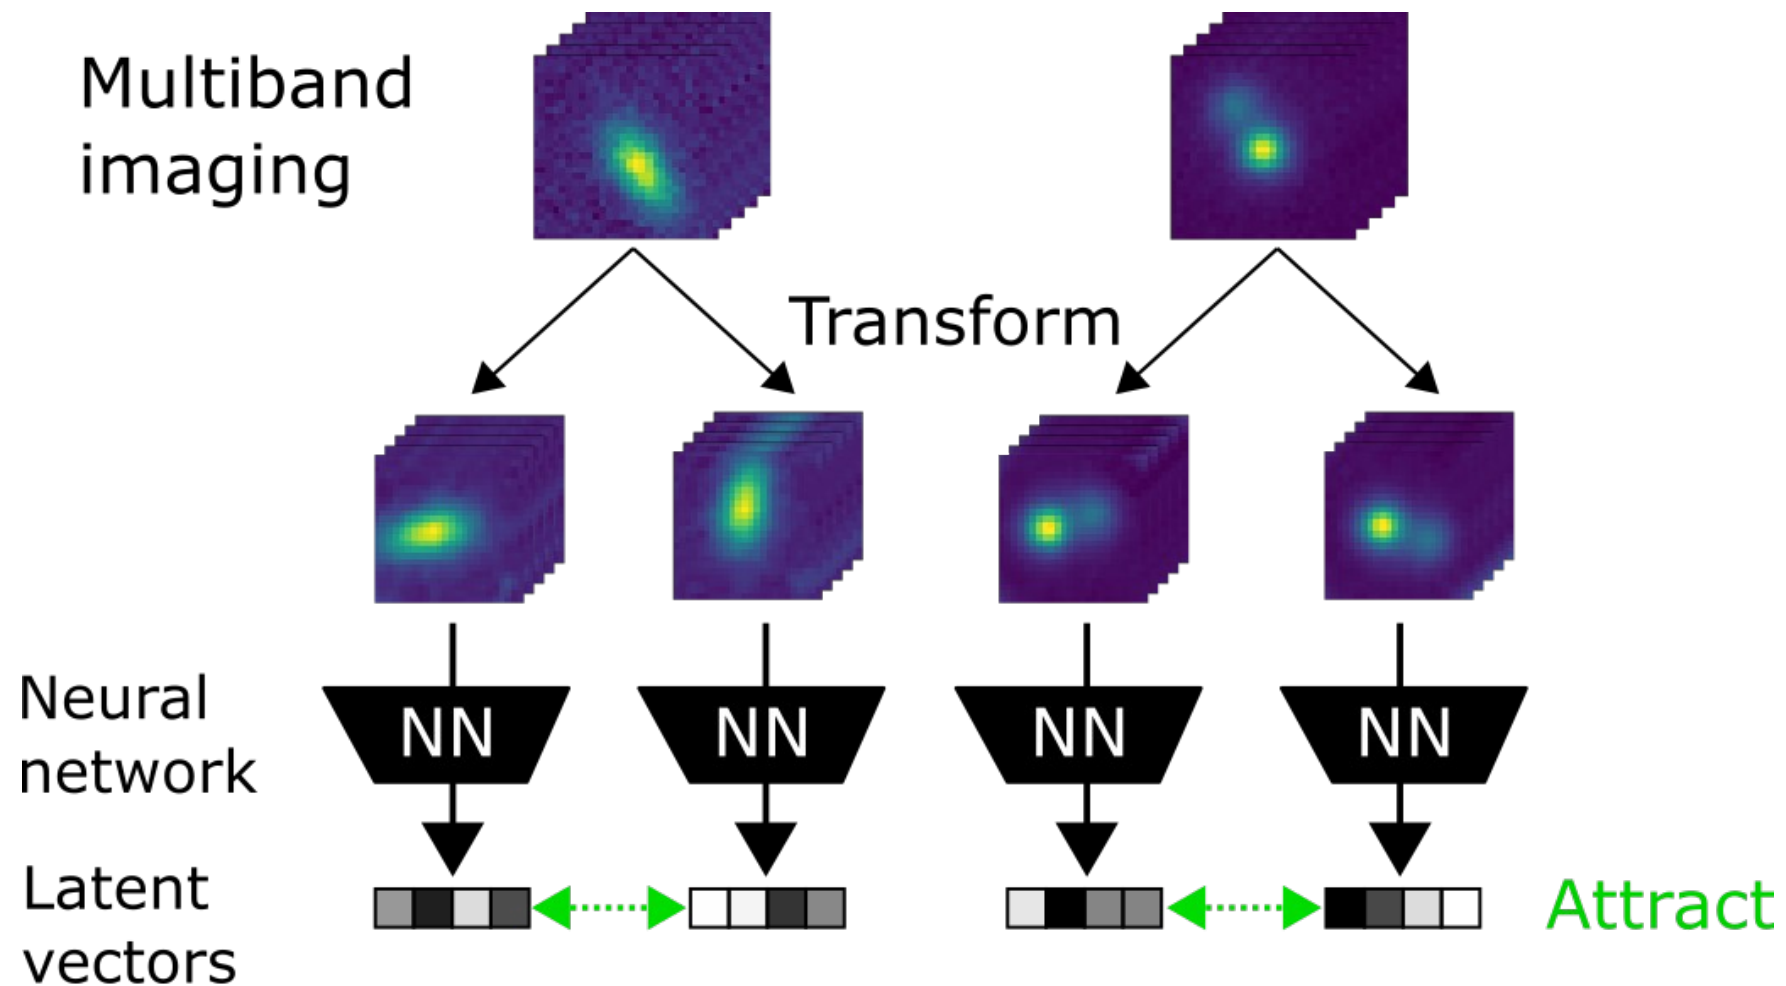 Multiband
imaging
Transform
Neural
network
NN NN NN NN
Latent
vectors
Attract